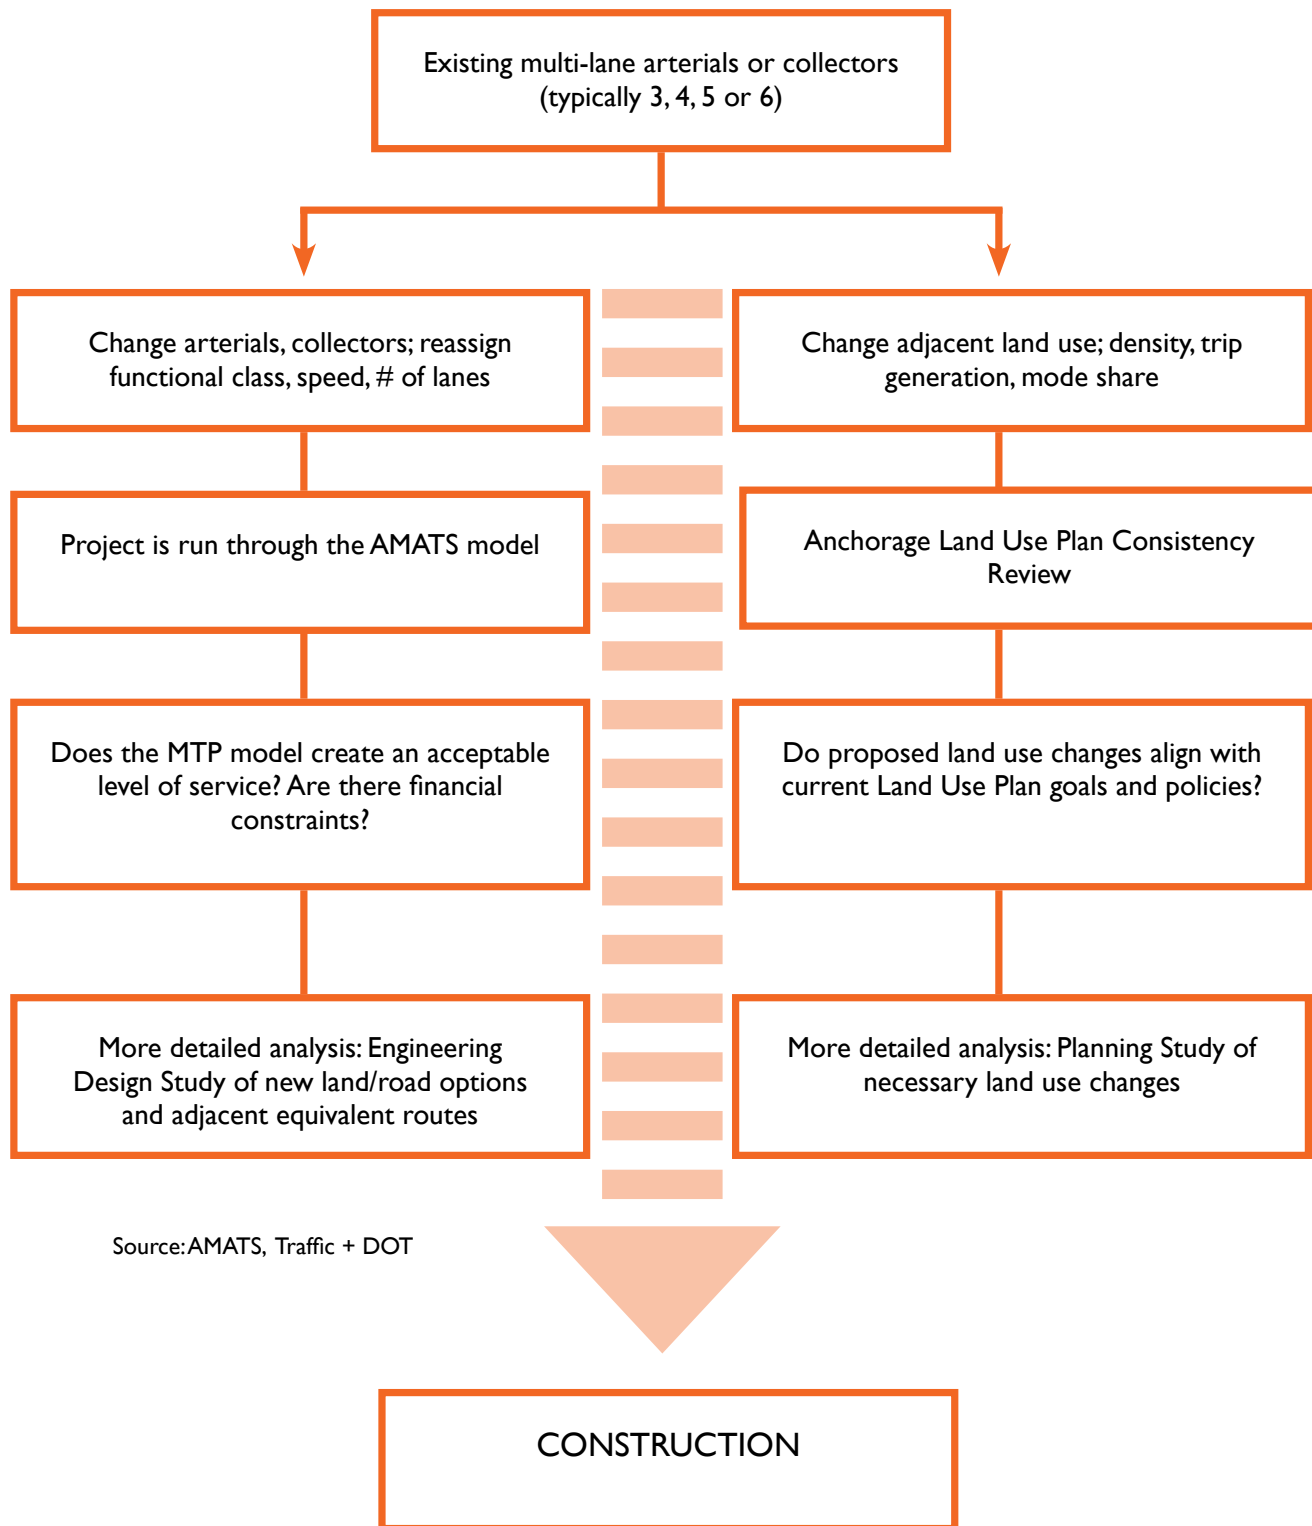 Existing multi-lane arterials or collectors
(typically 3, 4, 5 or 6)
Change arterials, collectors; reassign
functional class, speed, # of lanes
Change adjacent land use; density, trip
generation, mode share
Project is run through the AMATS model
Anchorage Land Use Plan Consistency
Review
Does the MTP model create an acceptable
level of service? Are there financial
constraints?
Do proposed land use changes align with
current Land Use Plan goals and policies?
More detailed analysis: Engineering
Design Study of new land/road options
and adjacent equivalent routes
More detailed analysis: Planning Study of
necessary land use changes
Source: AMATS, Traffic + DOT
CONSTRUCTION